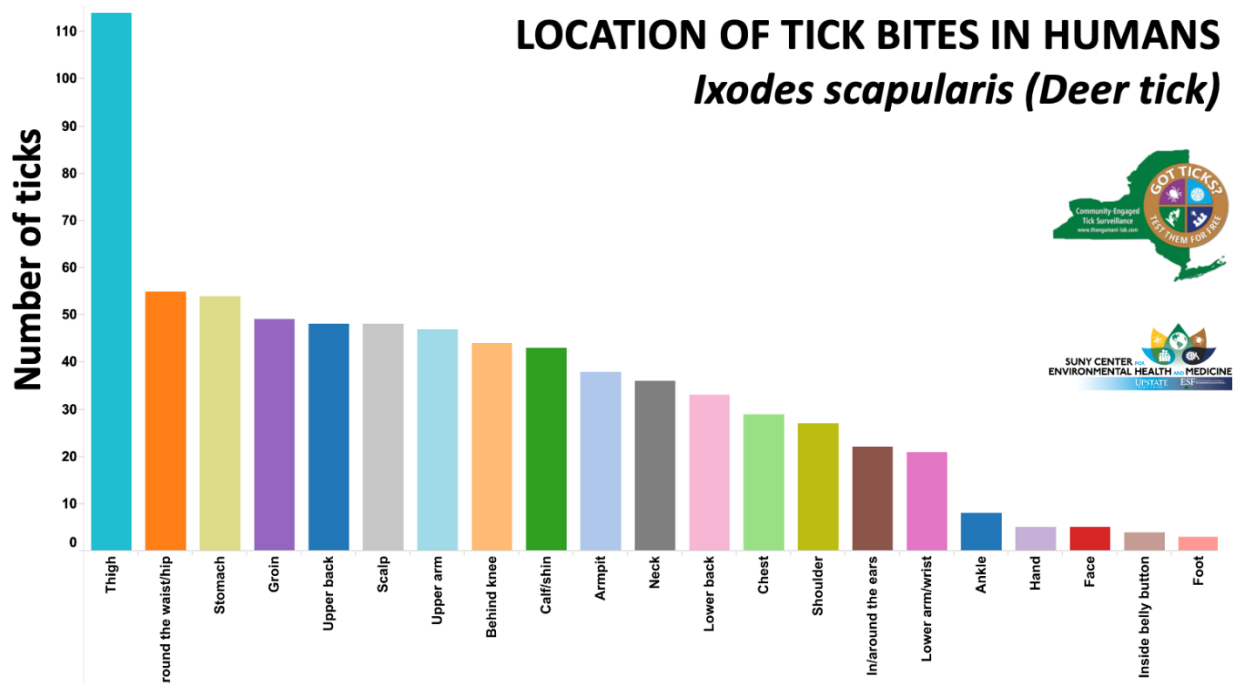 LOCATION OF TICK BITES IN HUMANS
Ixodes scapularis (Deer tick)
Number of ticks
110
100
90
80
70
60
50
40
30
20
10
0
Thigh
round the waist/hip
Stomach
Groin
Upper back
Scalp
Upper arm
Behind knee
Calf/shin
Armpit
Neck
Lower back
Chest
Shoulder
In/around the ears
Lower arm/wrist
Ankle
Hand
Face
Inside belly button
Foot
GOT TICKS?
TEST THEM FOR FREE
Community-Engaged
Tick Surveillance
www.thangamani-lab.com
SUNY CENTER FOR
ENVIRONMENTAL HEALTH AND MEDICINE
UPSTATE ESF